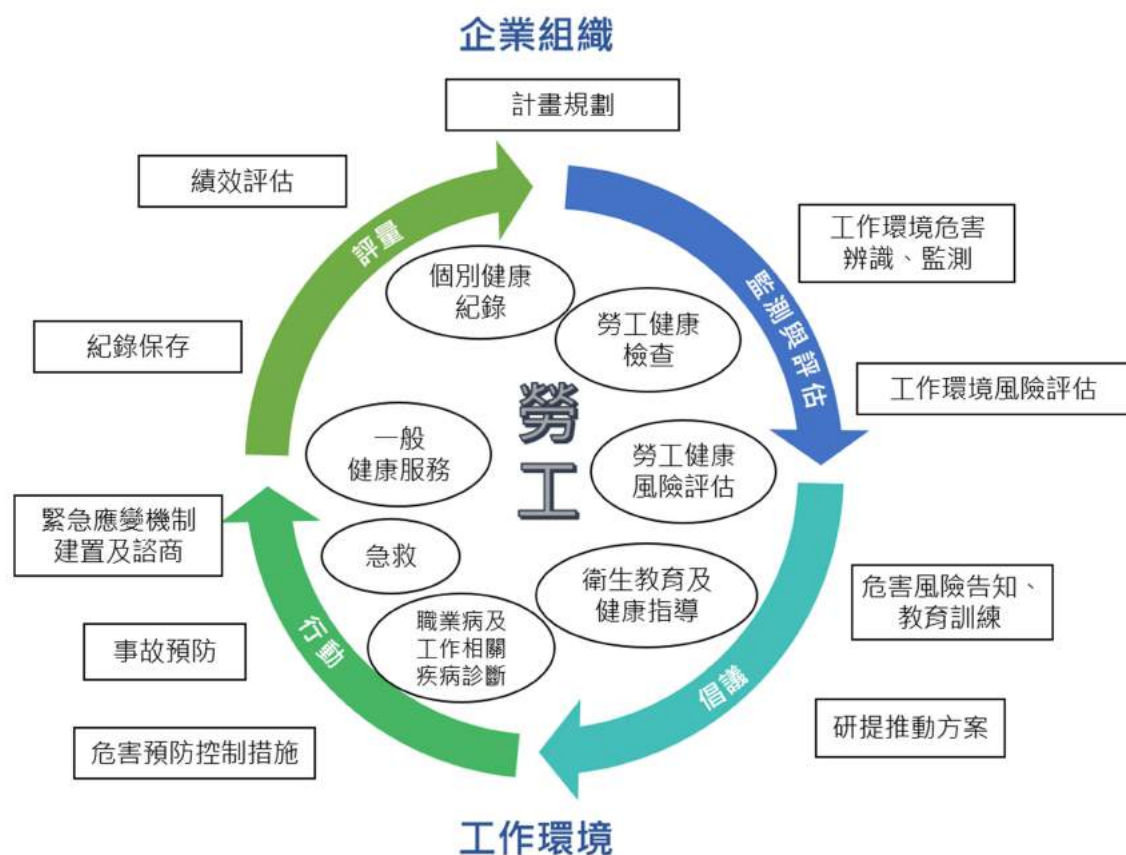 企業組織
計畫規劃
績效評估
評量
工作環境危害
辨識、監測
監測與評估
個別健康
紀錄
勞工健康
檢查
紀錄保存
工作環境風險評估
勞
工
一般
健康服務
勞工健康
風險評估
緊急應變機制
建置及諮商
急救
衛生教育及
健康指導
危害風險告知、
教育訓練
職業病及
工作相關
疾病診斷
事故預防
行動
倡議
研提推動方案
危害預防控制措施
工作環境